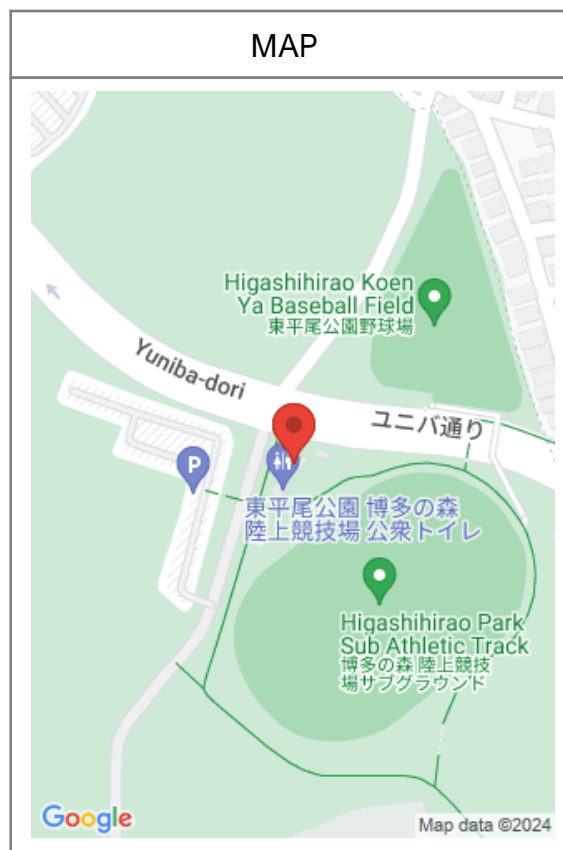 MAP
Higashihirao Koen
Ya Baseball Field
東平尾公園野球場
Yuniba-dori
ユニバ通り
P
東平尾公園 博多の森
陸上競技場 公衆トイレ
Higashihirao Park
Sub Athletic Track
博多の森 陸上競技
場サブグラウンド
Google
Map data ©2024